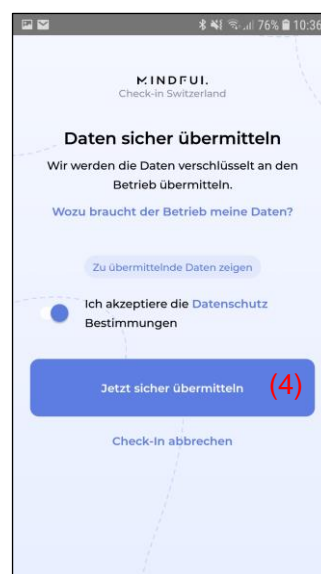 76% 10:36
MINDFUL
Check-in Switzerland
Daten sicher übermitteln
Wir werden die Daten verschlüsselt an den
Betrieb übermitteln.
Wozu braucht der Betrieb meine Daten?
Zu übermittelnde Daten zeigen
Ich akzeptiere die Datenschutz
Bestimmungen
Jetzt sicher übermitteln (4)
Check-In abbrechen